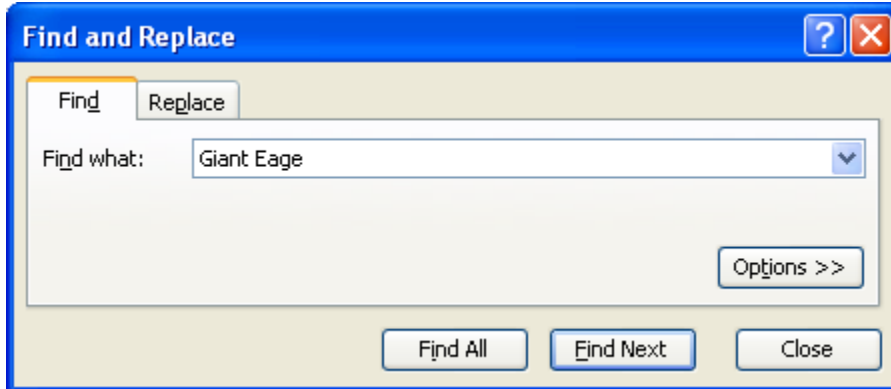 Find and Replace
Find Replace
Find what: Giant Eage
Options >>
Find All Find Next Close